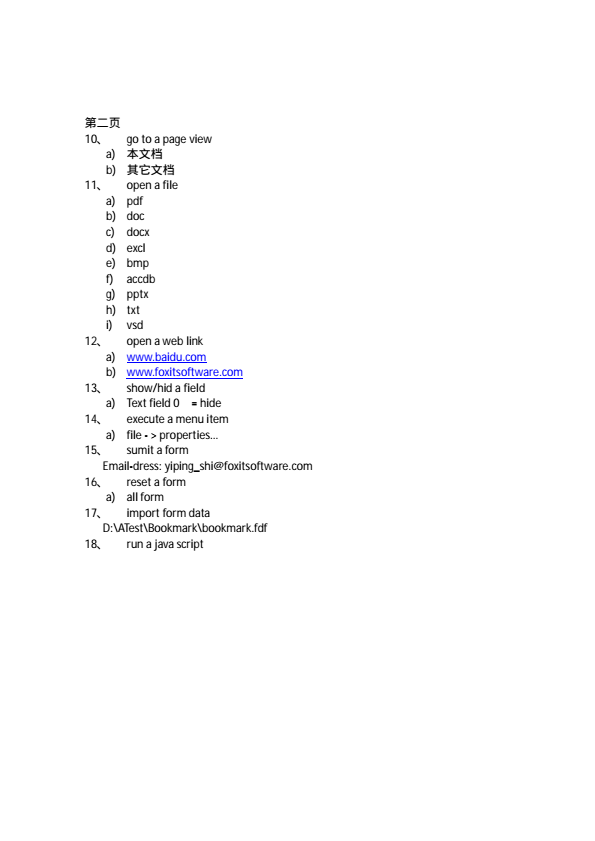 第二页
10、 go to a page view
a) 本文档
b) 其它文档
11、 open a file
a) pdf
b) doc
c) docx
d) excl
e) bmp
f) accdb
g) pptx
h) txt
i) vsd
12、 open a web link
a) www.baidu.com
b) www.foxitsoftware.com
13、 show/hid a field
a) Text field 0 = hide
14、 execute a menu item
a) file - > properties...
15、 sumit a form
Email-dress: yiping_shi@foxitsoftware.com
16、 reset a form
a) all form
17、 import form data
D:\ATest\Bookmark\bookmark.fdf
18、 run a java script